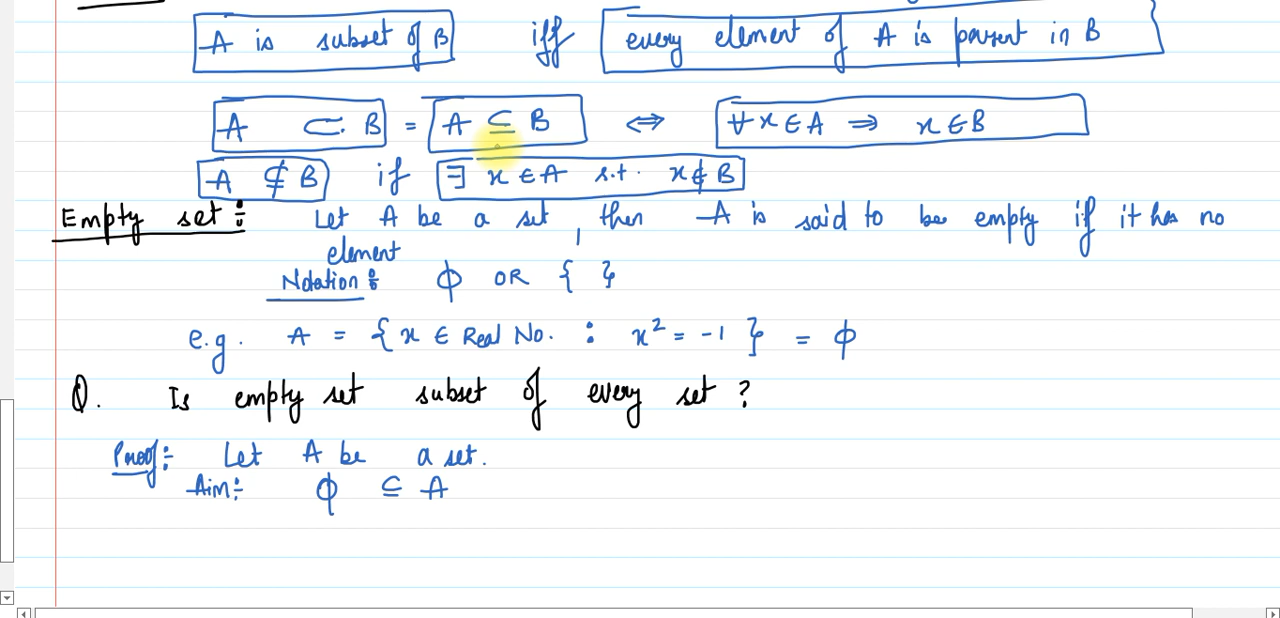 A is subset of B iff every element of A is persent in B
A ⊂ B = A ⊆ B ⇔ ∀ x ∈ A ⇒ x ∈ B
A ⊈ B if ∃ x ∈ A s.t. x ∉ B
Empty set : Let A be a set, then A is said to be empty if it has no
element
Notation : ϕ OR { }
e.g. A = { x ∈ Real No. : x² = -1 } = ϕ
Q. Is empty set subset of every set ?
Proof :- Let A be a set.
Aim :- ϕ ⊆ A